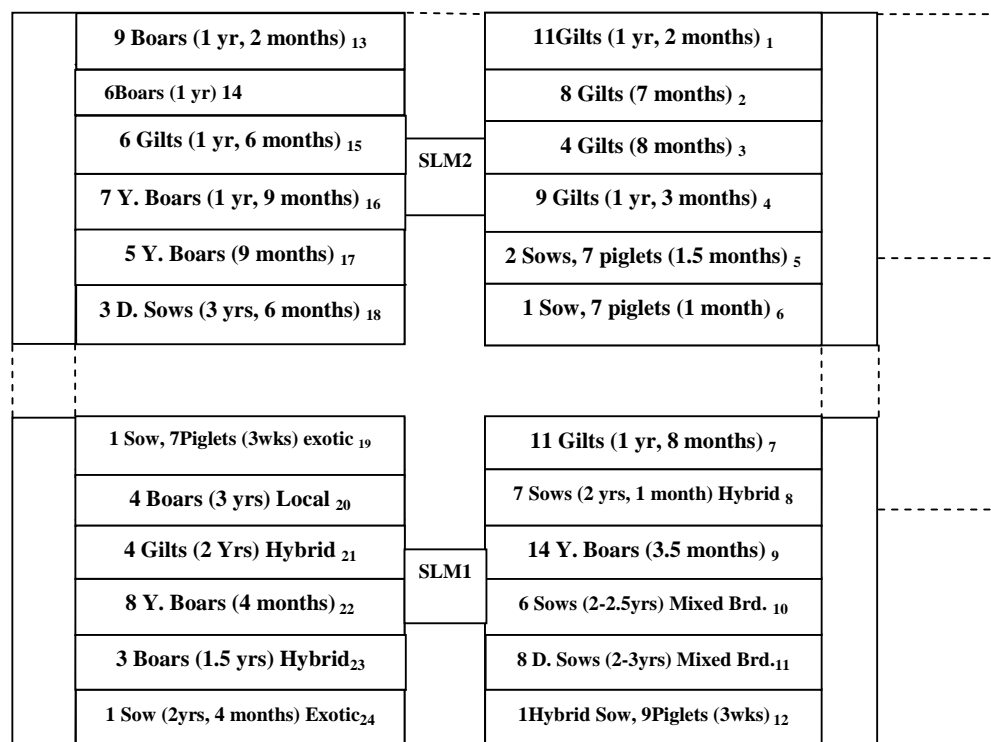 9 Boars (1 yr, 2 months) 13
6Boars (1 yr) 14
6 Gilts (1 yr, 6 months) 15
7 Y. Boars (1 yr, 9 months) 16
5 Y. Boars (9 months) 17
3 D. Sows (3 yrs, 6 months) 18
SLM2
11Gilts (1 yr, 2 months) 1
8 Gilts (7 months) 2
4 Gilts (8 months) 3
9 Gilts (1 yr, 3 months) 4
2 Sows, 7 piglets (1.5 months) 5
1 Sow, 7 piglets (1 month) 6
1 Sow, 7Piglets (3wks) exotic 19
4 Boars (3 yrs) Local 20
4 Gilts (2 Yrs) Hybrid 21
8 Y. Boars (4 months) 22
3 Boars (1.5 yrs) Hybrid23
1 Sow (2yrs, 4 months) Exotic24
SLM1
11 Gilts (1 yr, 8 months) 7
7 Sows (2 yrs, 1 month) Hybrid 8
14 Y. Boars (3.5 months) 9
6 Sows (2-2.5yrs) Mixed Brd. 10
8 D. Sows (2-3yrs) Mixed Brd.11
1Hybrid Sow, 9Piglets (3wks) 12